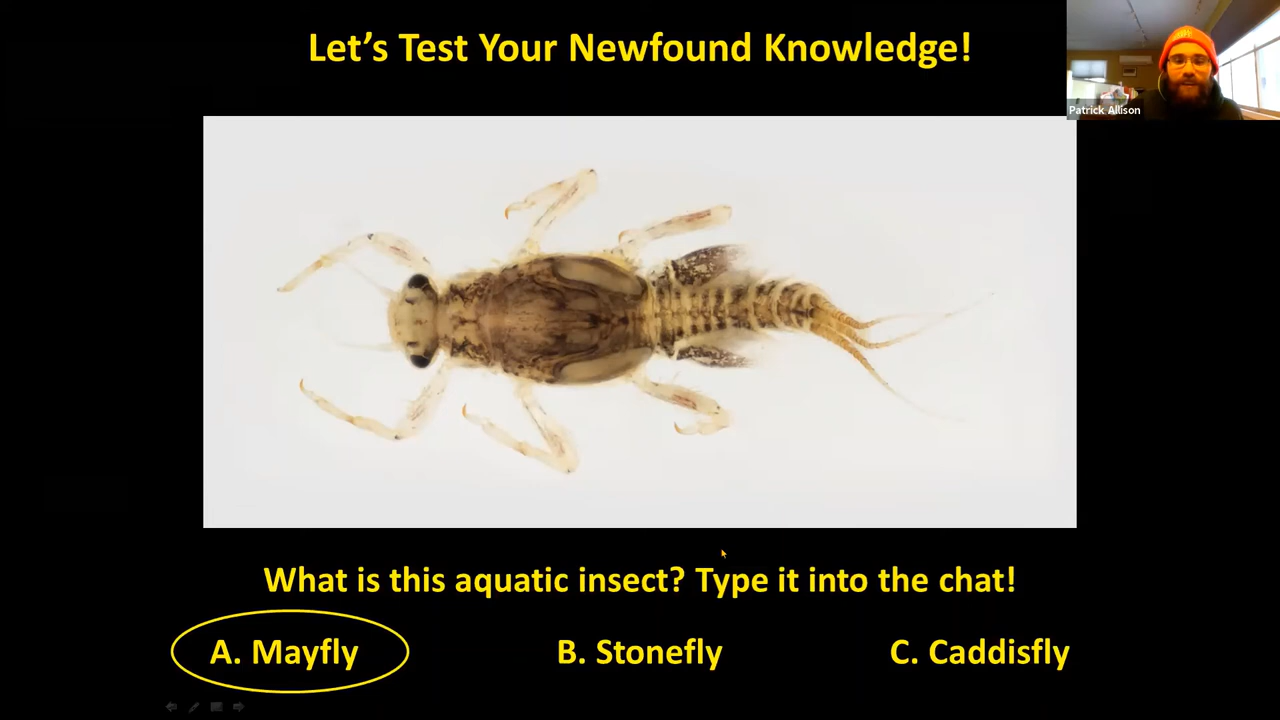 Let's Test Your Newfound Knowledge!
Patrick Allison
What is this aquatic insect? Type it into the chat!
A. Mayfly
B. Stonefly
C. Caddisfly